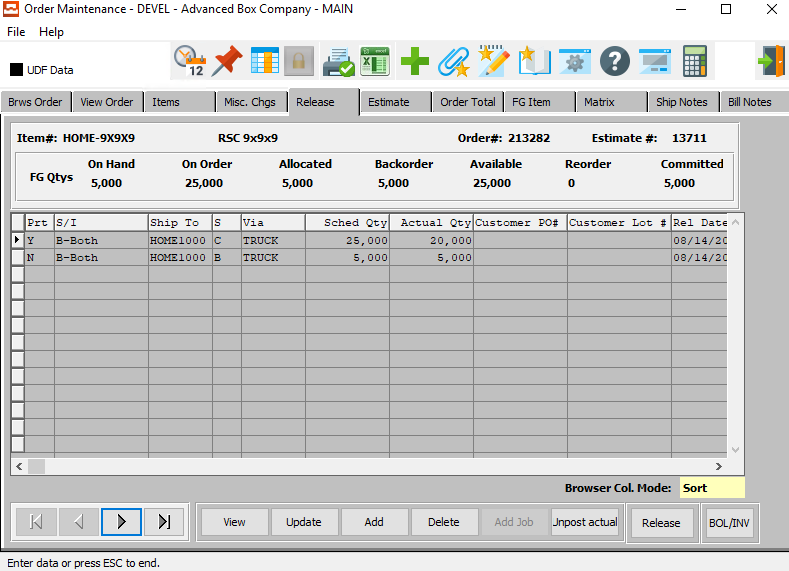 Order Maintenance - DEVEL - Advanced Box Company - MAIN
File Help
UDF Data
12
Brws Order View Order Items Misc. Chgs Release Estimate Order Total FG Item Matrix Ship Notes Bill Notes
Item#: HOME-9X9X9 RSC 9x9x9 Order#: 213282 Estimate #: 13711
On Hand On Order Allocated Backorder Available Reorder Committed
FG Qtys 5,000 25,000 5,000 5,000 25,000 0 5,000
Prt S/I Ship To S Via Sched Qty Actual Qty Customer PO# Customer Lot # Rel Date
Y B-Both HOME1000 C TRUCK 25,000 20,000 08/14/20
N B-Both HOME1000 B TRUCK 5,000 5,000 08/14/20
Browser Col. Mode: Sort
View Update Add Delete Add Job Unpost actual Release BOL/INV
Enter data or press ESC to end.